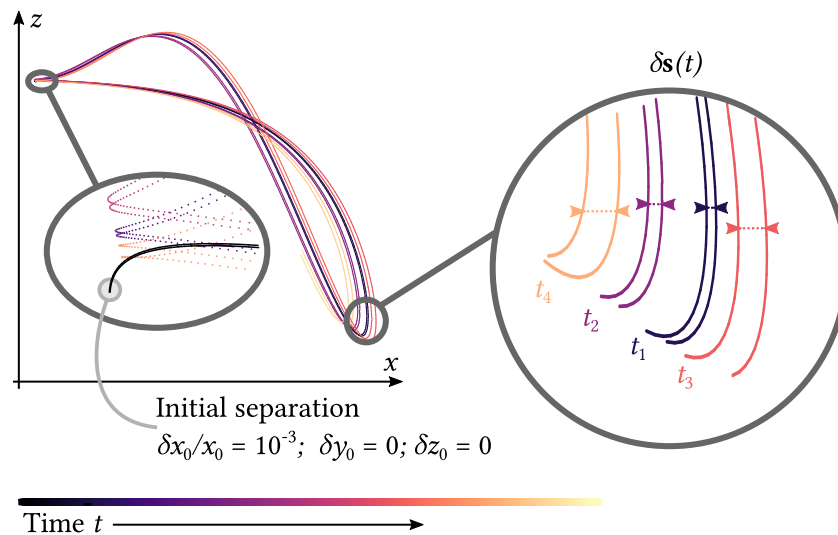 z
δs(t)
t₄
t₂
t₁
t₃
x
Initial separation
δx₀/x₀ = 10⁻³; δy₀ = 0; δz₀ = 0
Time t